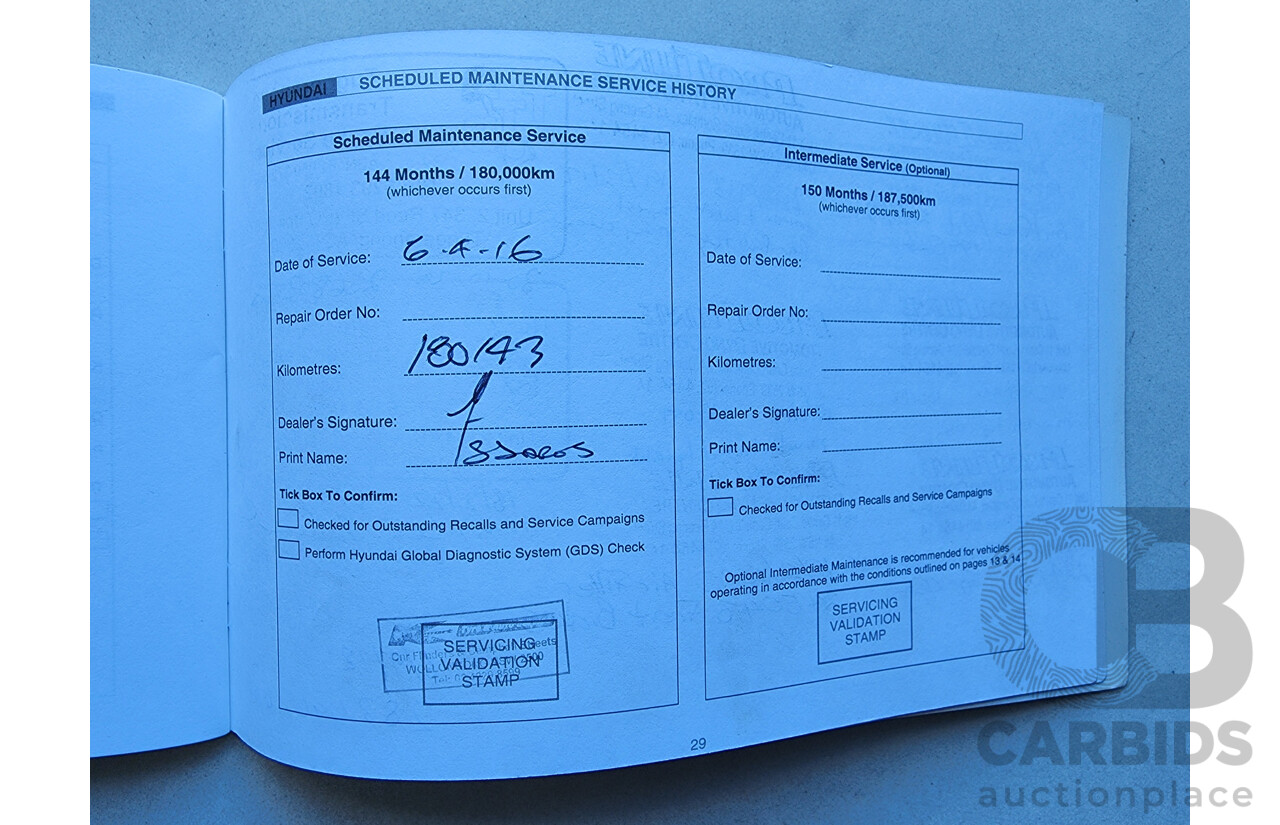 HYUNDAI SCHEDULED MAINTENANCE SERVICE HISTORY
Scheduled Maintenance Service
144 Months / 180,000km
(whichever occurs first)
Date of Service: 6-4-16
Repair Order No:
Kilometres: 180143
Dealer's Signature:
Print Name:
Tick Box To Confirm:
Checked for Outstanding Recalls and Service Campaigns
Perform Hyundai Global Diagnostic System (GDS) Check
SERVICING
VALIDATION
STAMP
Intermediate Service (Optional)
150 Months / 187,500km
(whichever occurs first)
Date of Service:
Repair Order No:
Kilometres:
Dealer's Signature:
Print Name:
Tick Box To Confirm:
Checked for Outstanding Recalls and Service Campaigns
Optional Intermediate Maintenance is recommended for vehicles
operating in accordance with the conditions outlined on pages 13 & 14
SERVICING
VALIDATION
STAMP
29
CB
CARBIDS
auctionplace